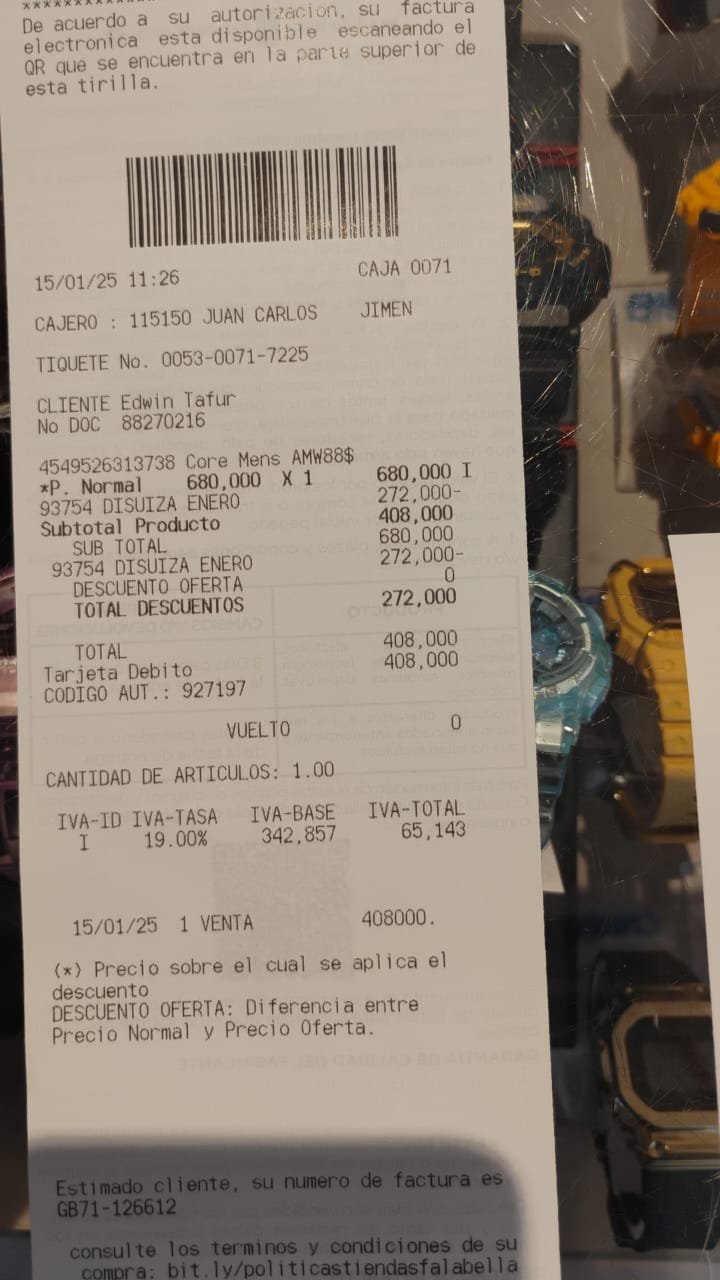 ***********
De acuerdo a su autorizacion, su factura
electronica esta disponible escaneando el
QR que se encuentra en la parte superior de
esta tirilla.
15/01/25 11:26 CAJA 0071
CAJERO : 115150 JUAN CARLOS JIMEN
TIQUETE No. 0053-0071-7225
CLIENTE Edwin Tafur
No DOC 88270216
4549526313738 Core Mens AMW88$
*P. Normal 680,000 X 1 680,000 I
93754 DISUIZA ENERO 272,000-
Subtotal Producto 408,000
SUB TOTAL 680,000
93754 DISUIZA ENERO 272,000-
DESCUENTO OFERTA 0
TOTAL DESCUENTOS 272,000
TOTAL 408,000
Tarjeta Debito 408,000
CODIGO AUT.: 927197
VUELTO 0
CANTIDAD DE ARTICULOS: 1.00
IVA-ID IVA-TASA IVA-BASE IVA-TOTAL
I 19.00% 342,857 65,143
15/01/25 1 VENTA 408000.
(*) Precio sobre el cual se aplica el
descuento
DESCUENTO OFERTA: Diferencia entre
Precio Normal y Precio Oferta.
Estimado cliente, su numero de factura es
GB71-126612
consulte los terminos y condiciones de su
compra: bit.ly/politicastiendasfalabella